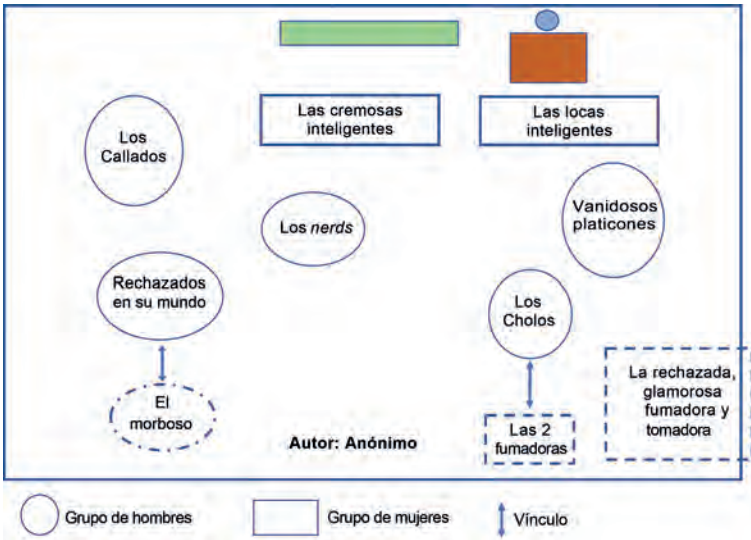 Las cremosas
inteligentes
Las locas
inteligentes
Los
Callados
Los nerds
Vanidosos
platicones
Rechazados
en su mundo
Los
Cholos
La rechazada,
glamorosa
fumadora y
tomadora
El
morboso
Autor: Anónimo
Las 2
fumadoras
Grupo de hombres
Grupo de mujeres
Vínculo